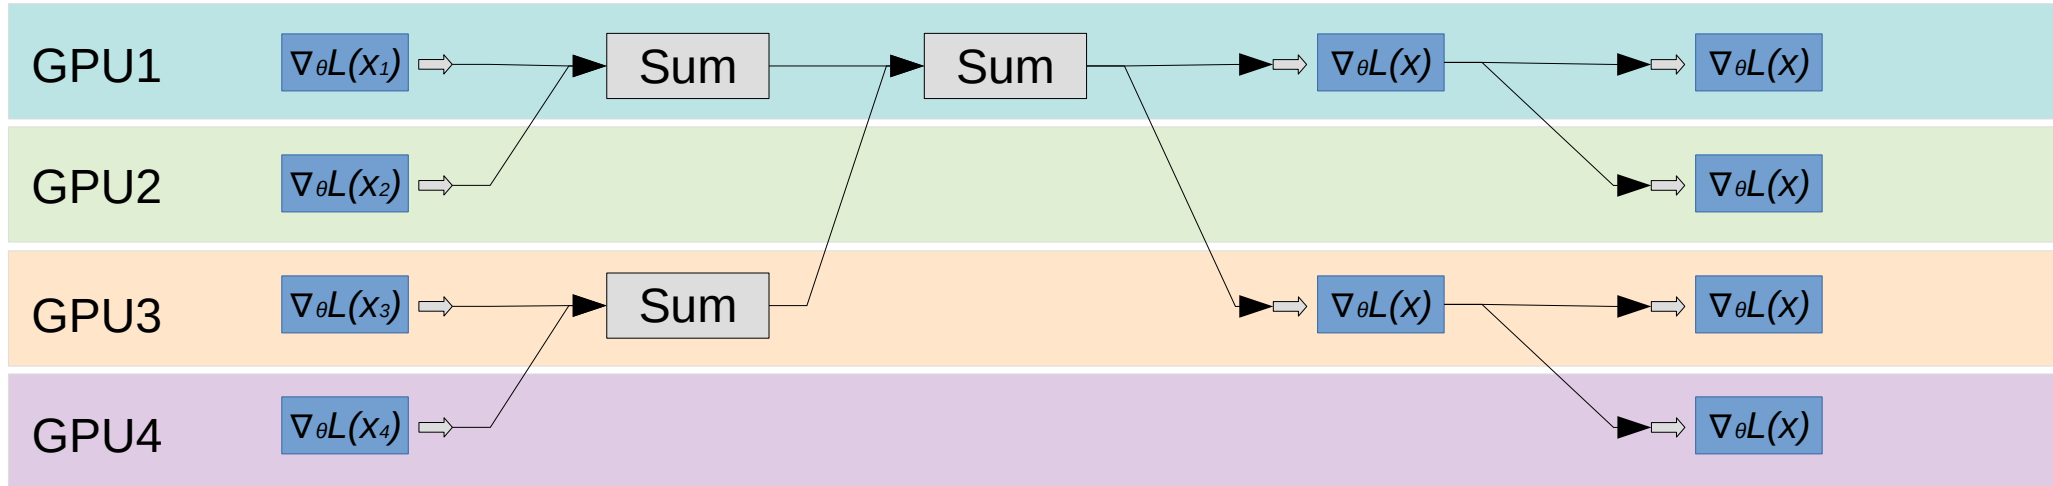 GPU1 ∇θL(x1) Sum Sum ∇θL(x) ∇θL(x)
GPU2 ∇θL(x2) ∇θL(x)
GPU3 ∇θL(x3) Sum ∇θL(x) ∇θL(x)
GPU4 ∇θL(x4) ∇θL(x)